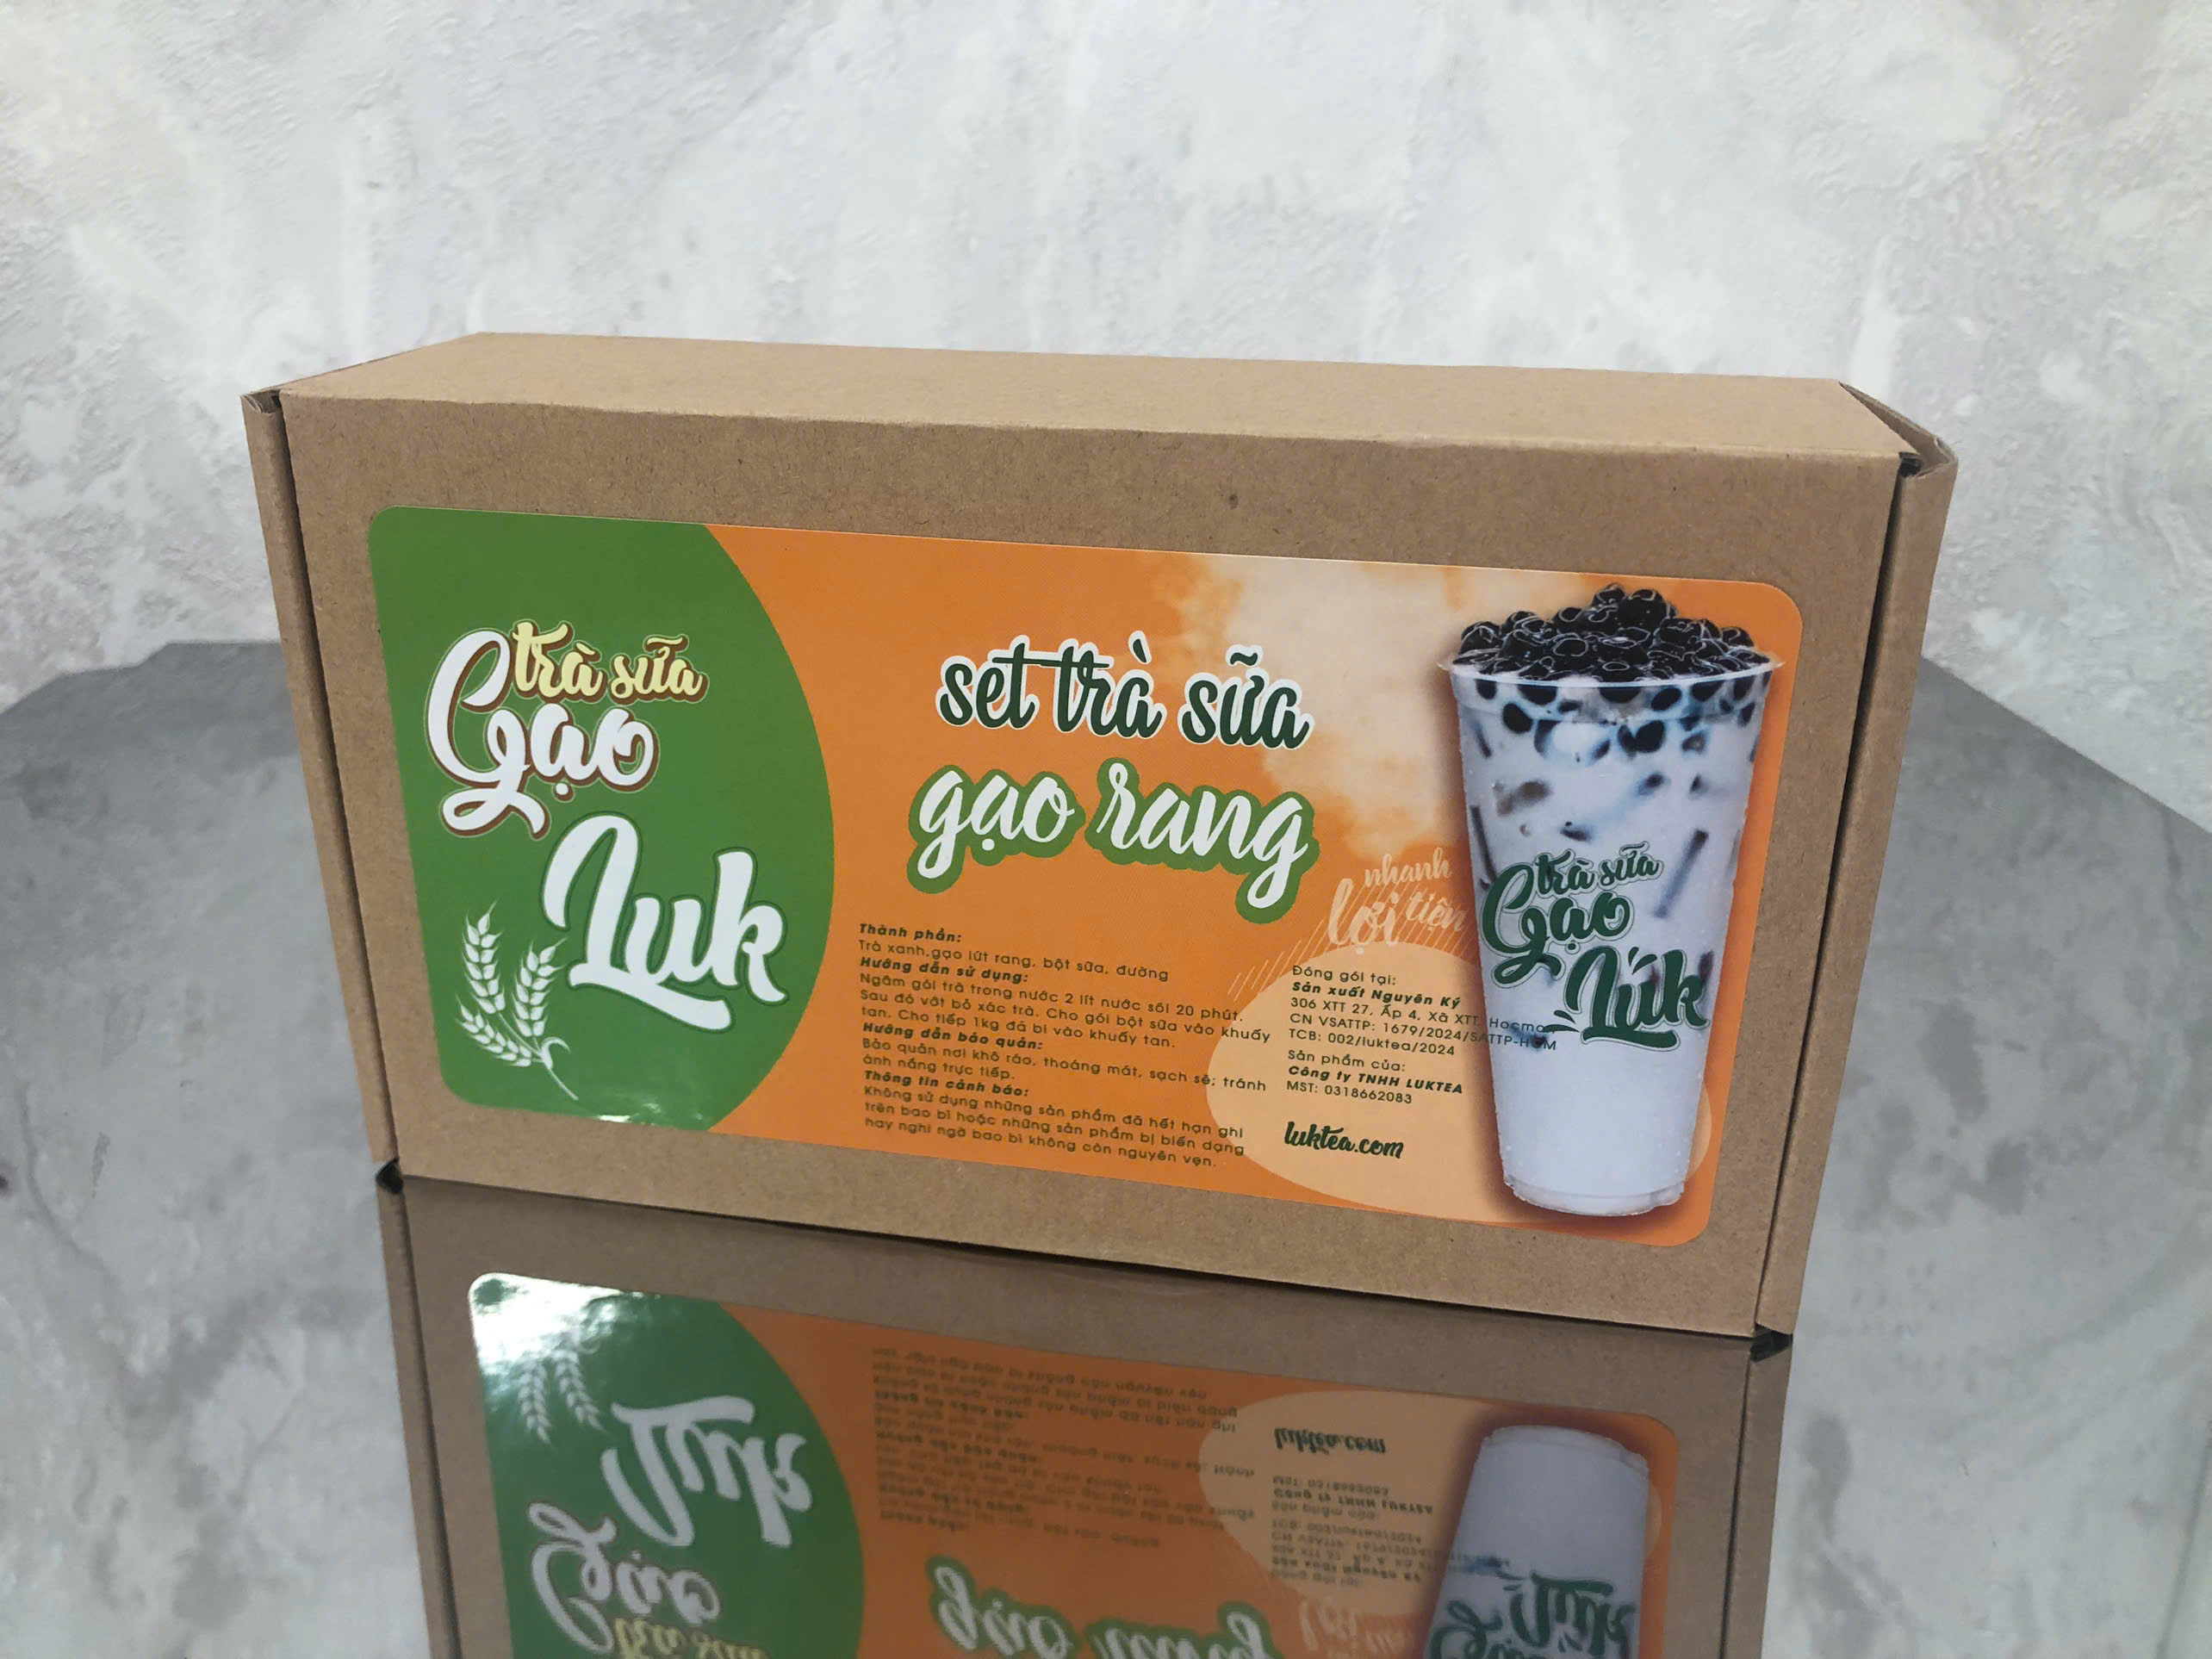 trà sữa
Gạo
Luk
set trà sữa
gạo rang
nhanh
lợi tiện
Thành phần:
Trà xanh,gạo lứt rang, bột sữa, đường
Hướng dẫn sử dụng:
Ngâm gói trà trong nước 2 lít nước sôi 20 phút.
Sau đó vớt bỏ xác trà. Cho gói bột sữa vào khuấy
tan. Cho tiếp 1kg đá bi vào khuấy tan.
Hướng dẫn bảo quản:
Bảo quản nơi khô ráo, thoáng mát, sạch sẽ; tránh
ánh nắng trực tiếp.
Thông tin cảnh báo:
Không sử dụng những sản phẩm đã hết hạn ghi
trên bao bì hoặc những sản phẩm bị biến dạng
hay nghi ngờ bao bì không còn nguyên vẹn.
Đóng gói tại:
Sản xuất Nguyên Ký
306 XTT 27, Ấp 4, Xã XTT, Hocmon
CN VSATTP: 1679/2024/SATTP-HCM
TCB: 002/luktea/2024
Sản phẩm của:
Công ty TNHH LUKTEA
MST: 0318662083
luktea.com
trà sữa
Gạo
Luk